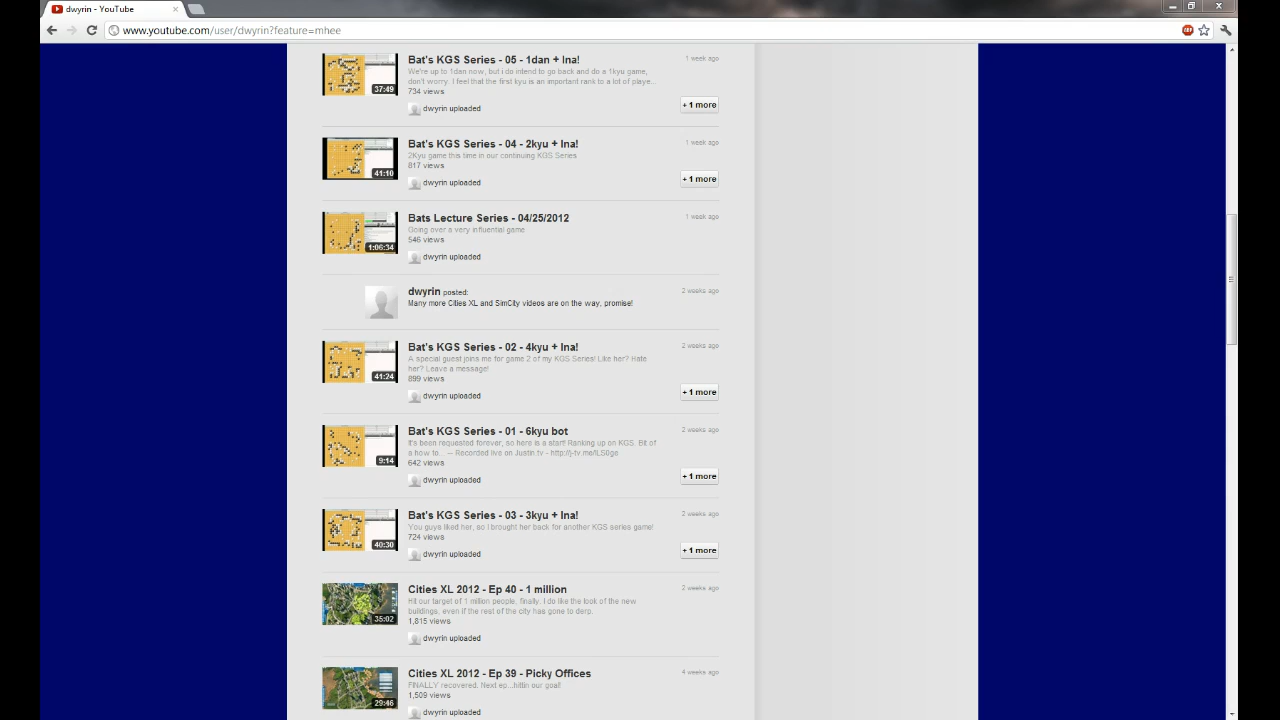 dwyrin - YouTube
www.youtube.com/user/dwyrin?feature=mhee
Bat's KGS Series - 05 - 1dan + Ina!
1 week ago
We're up to 1dan now, but i do intend to go back and do a 1kyu game,
don't worry. I feel that the first kyu is an important rank to a lot of playe...
37:49
734 views
+ 1 more
dwyrin uploaded
Bat's KGS Series - 04 - 2kyu + Ina!
1 week ago
2Kyu game this time in our continuing KGS Series
817 views
41:10
+ 1 more
dwyrin uploaded
Bats Lecture Series - 04/25/2012
1 week ago
Going over a very influential game
546 views
1:06:34
dwyrin uploaded
dwyrin posted:
2 weeks ago
Many more Cities XL and SimCity videos are on the way, promise!
Bat's KGS Series - 02 - 4kyu + Ina!
2 weeks ago
A special guest joins me for game 2 of my KGS Series! Like her? Hate
her? Leave a message!
41:24
899 views
+ 1 more
dwyrin uploaded
Bat's KGS Series - 01 - 6kyu bot
2 weeks ago
It's been requested forever, so here is a start! Ranking up on KGS. Bit of
a how to... -- Recorded live on Justin.tv - http://j-tv.me/ILS0ge
9:14
642 views
+ 1 more
dwyrin uploaded
Bat's KGS Series - 03 - 3kyu + Ina!
2 weeks ago
You guys liked her, so I brought her back for another KGS series game!
724 views
40:30
+ 1 more
dwyrin uploaded
Cities XL 2012 - Ep 40 - 1 million
2 weeks ago
Hit our target of 1 million people, finally. I do like the look of the new
buildings, even if the rest of the city has gone to derp.
35:02
1,815 views
dwyrin uploaded
Cities XL 2012 - Ep 39 - Picky Offices
4 weeks ago
FINALLY recovered. Next ep...hittin our goal!
1,509 views
29:46
dwyrin uploaded